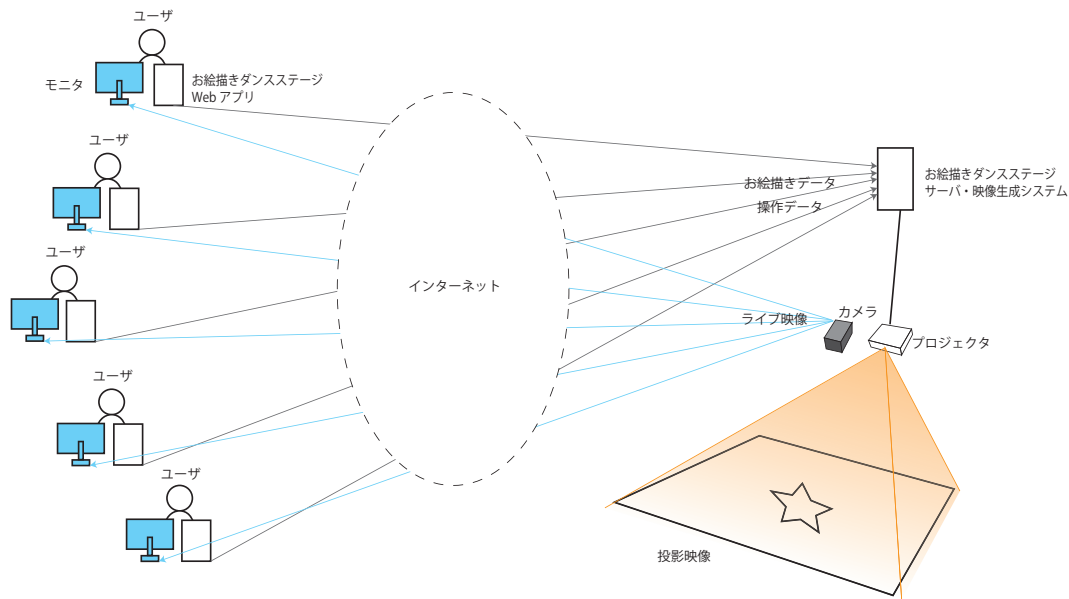 ユーザ
モニタ
お絵描きダンスステージ
Web アプリ
ユーザ
ユーザ
ユーザ
ユーザ
インターネット
お絵描きデータ
操作データ
ライブ映像
お絵描きダンスステージ
サーバ・映像生成システム
カメラ
プロジェクタ
投影映像